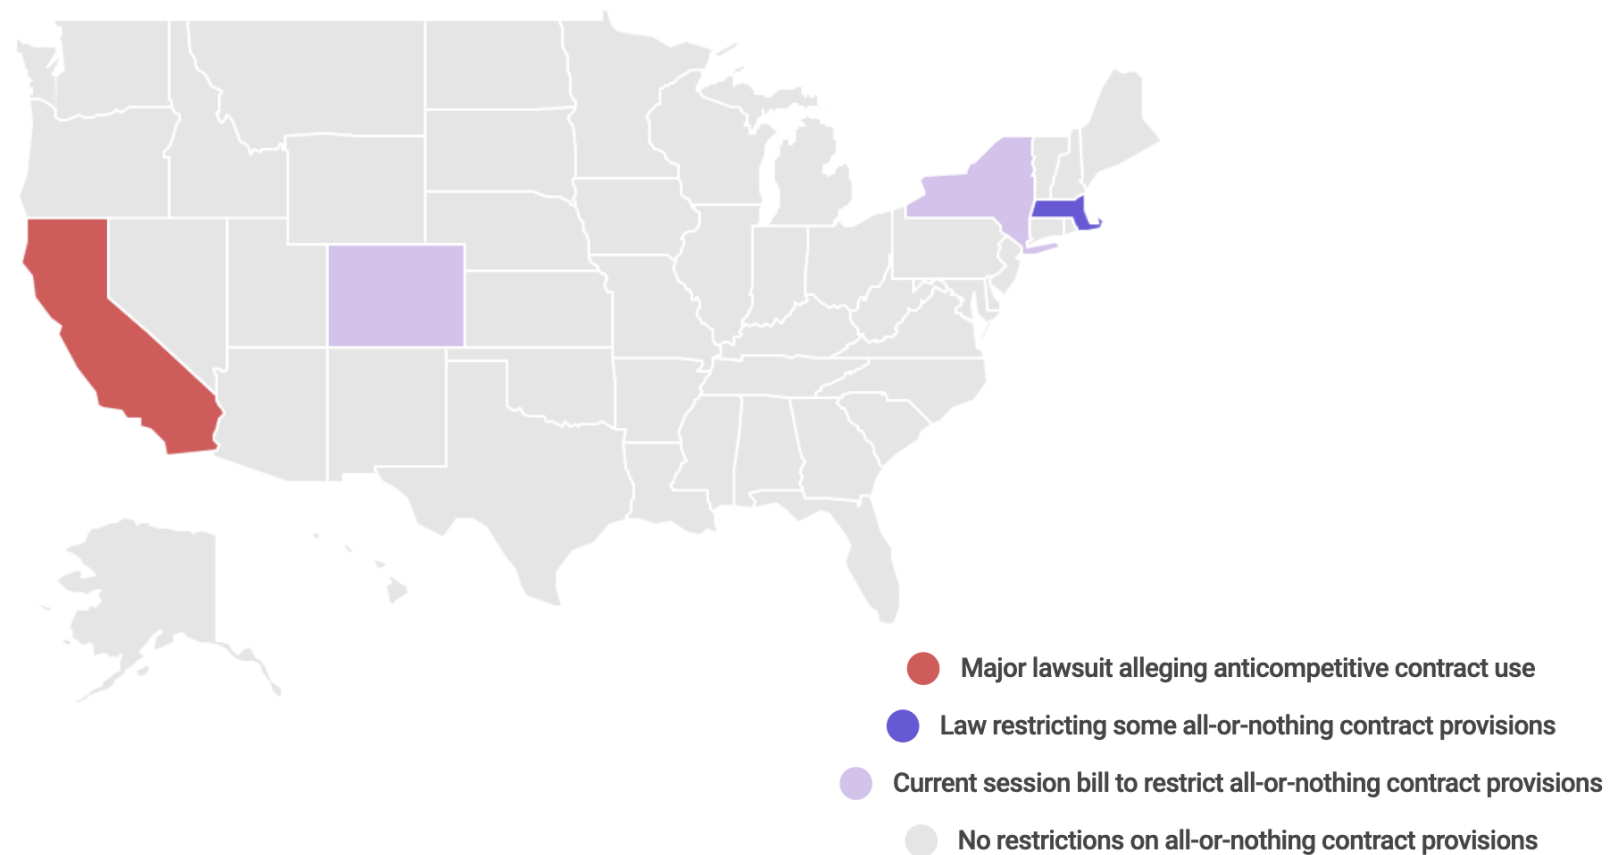 Major lawsuit alleging anticompetitive contract use
Law restricting some all-or-nothing contract provisions
Current session bill to restrict all-or-nothing contract provisions
No restrictions on all-or-nothing contract provisions